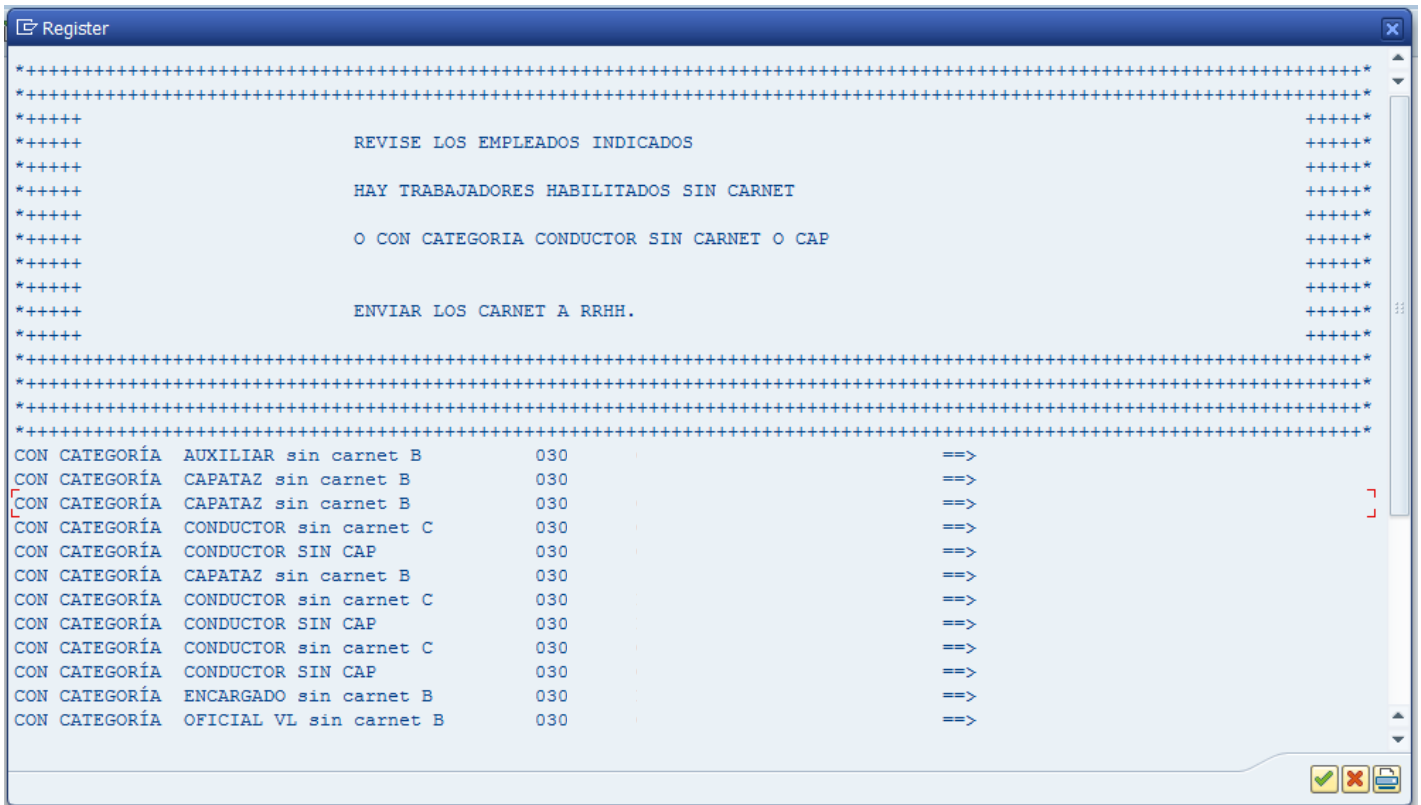 Register
*++++++++++++++++++++++++++++++++++++++++++++++++++++++++++++++++++++++++++++++++++++++++++++++++++++++++++++++++++++++*
*++++++++++++++++++++++++++++++++++++++++++++++++++++++++++++++++++++++++++++++++++++++++++++++++++++++++++++++++++++++*
*+++++ +++++*
*+++++ REVISE LOS EMPLEADOS INDICADOS +++++*
*+++++ +++++*
*+++++ HAY TRABAJADORES HABILITADOS SIN CARNET +++++*
*+++++ +++++*
*+++++ O CON CATEGORIA CONDUCTOR SIN CARNET O CAP +++++*
*+++++ +++++*
*+++++ +++++*
*+++++ ENVIAR LOS CARNET A RRHH. +++++*
*+++++ +++++*
*++++++++++++++++++++++++++++++++++++++++++++++++++++++++++++++++++++++++++++++++++++++++++++++++++++++++++++++++++++++*
*++++++++++++++++++++++++++++++++++++++++++++++++++++++++++++++++++++++++++++++++++++++++++++++++++++++++++++++++++++++*
*++++++++++++++++++++++++++++++++++++++++++++++++++++++++++++++++++++++++++++++++++++++++++++++++++++++++++++++++++++++*
*++++++++++++++++++++++++++++++++++++++++++++++++++++++++++++++++++++++++++++++++++++++++++++++++++++++++++++++++++++++*
CON CATEGORÍA AUXILIAR sin carnet B 030 ==>
CON CATEGORÍA CAPATAZ sin carnet B 030 ==>
CON CATEGORÍA CAPATAZ sin carnet B 030 ==>
CON CATEGORÍA CONDUCTOR sin carnet C 030 ==>
CON CATEGORÍA CONDUCTOR SIN CAP 030 ==>
CON CATEGORÍA CAPATAZ sin carnet B 030 ==>
CON CATEGORÍA CONDUCTOR sin carnet C 030 ==>
CON CATEGORÍA CONDUCTOR SIN CAP 030 ==>
CON CATEGORÍA CONDUCTOR sin carnet C 030 ==>
CON CATEGORÍA CONDUCTOR SIN CAP 030 ==>
CON CATEGORÍA ENCARGADO sin carnet B 030 ==>
CON CATEGORÍA OFICIAL VL sin carnet B 030 ==>